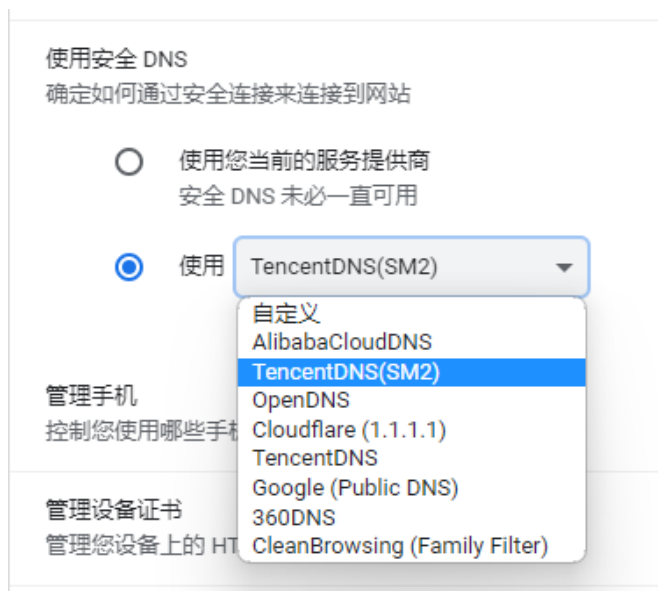 使用安全 DNS
确定如何通过安全连接来连接到网站
使用您当前的服务提供商
安全 DNS 未必一直可用
使用 TencentDNS(SM2)
自定义
AlibabaCloudDNS
TencentDNS(SM2)
OpenDNS
Cloudflare (1.1.1.1)
TencentDNS
Google (Public DNS)
360DNS
CleanBrowsing (Family Filter)
管理手机
控制您使用哪些手
管理设备证书
管理您设备上的 HT